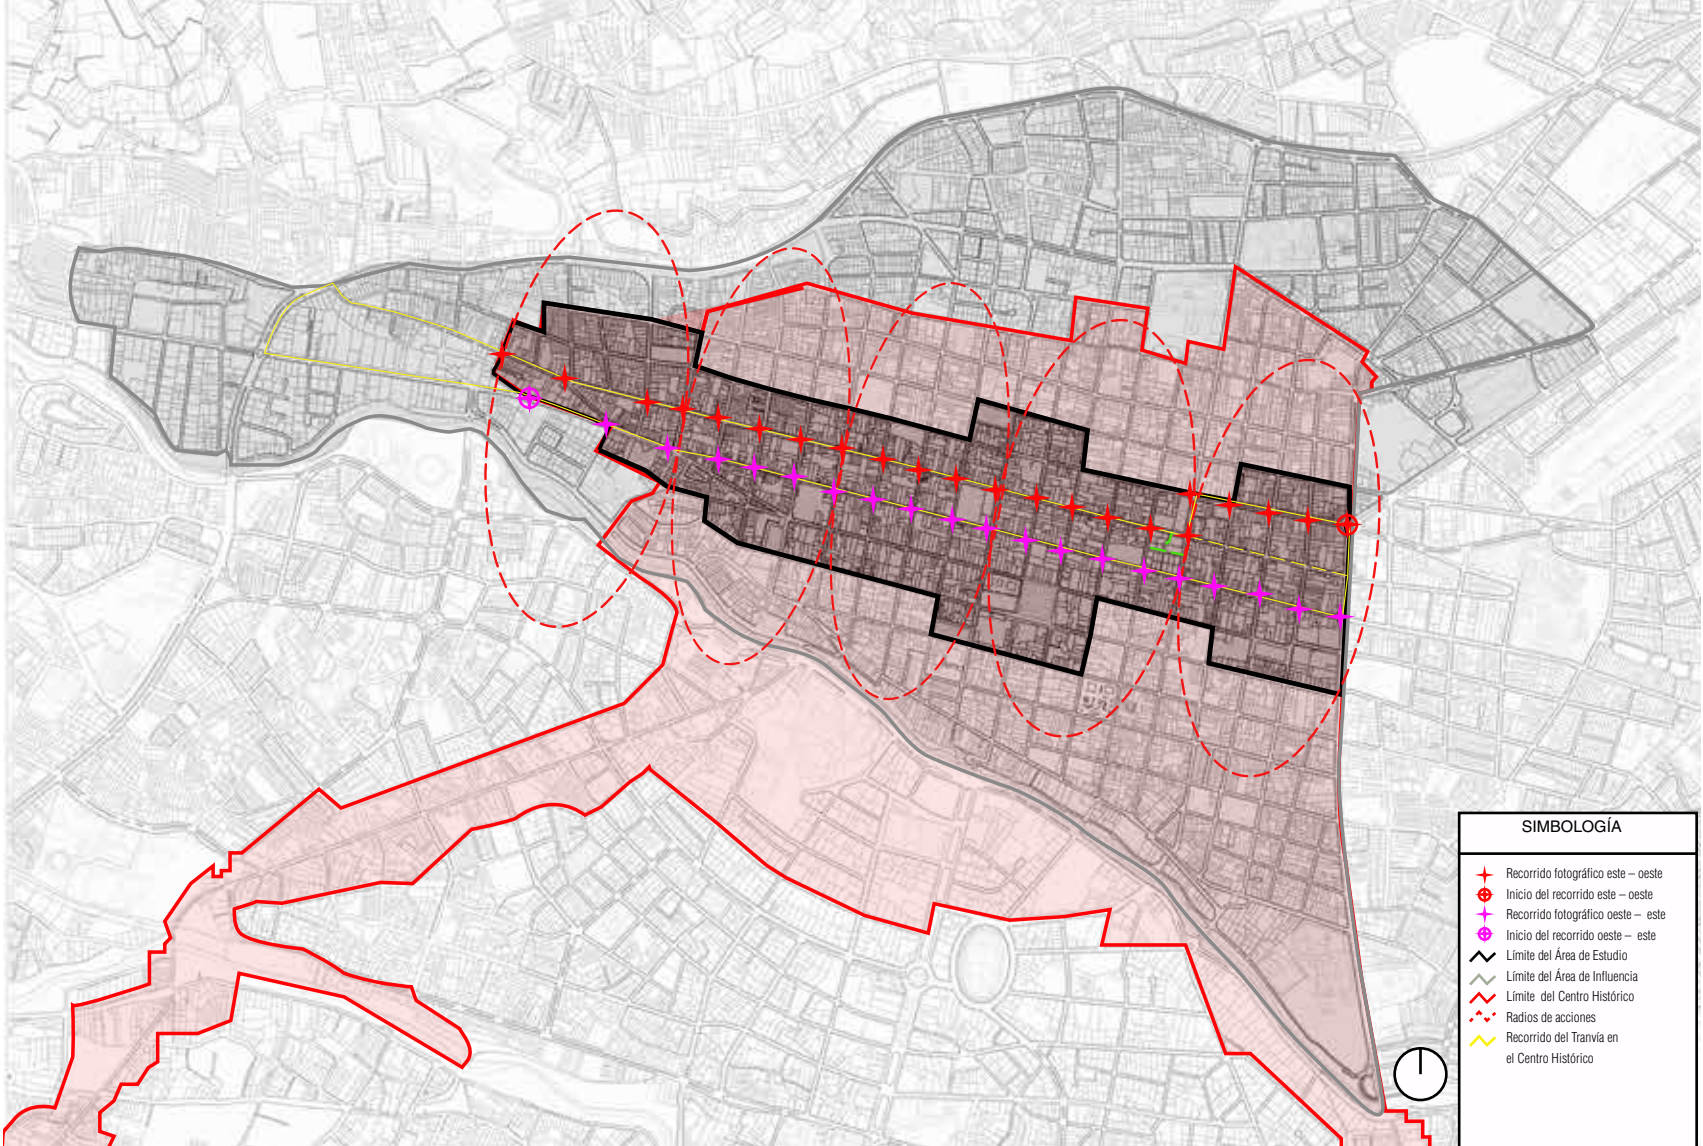 SIMBOLOGÍA
Recorrido fotográfico este – oeste
Inicio del recorrido este – oeste
Recorrido fotográfico oeste – este
Inicio del recorrido oeste – este
Límite del Área de Estudio
Límite del Área de Influencia
Límite del Centro Histórico
Radios de acciones
Recorrido del Tranvía en
el Centro Histórico